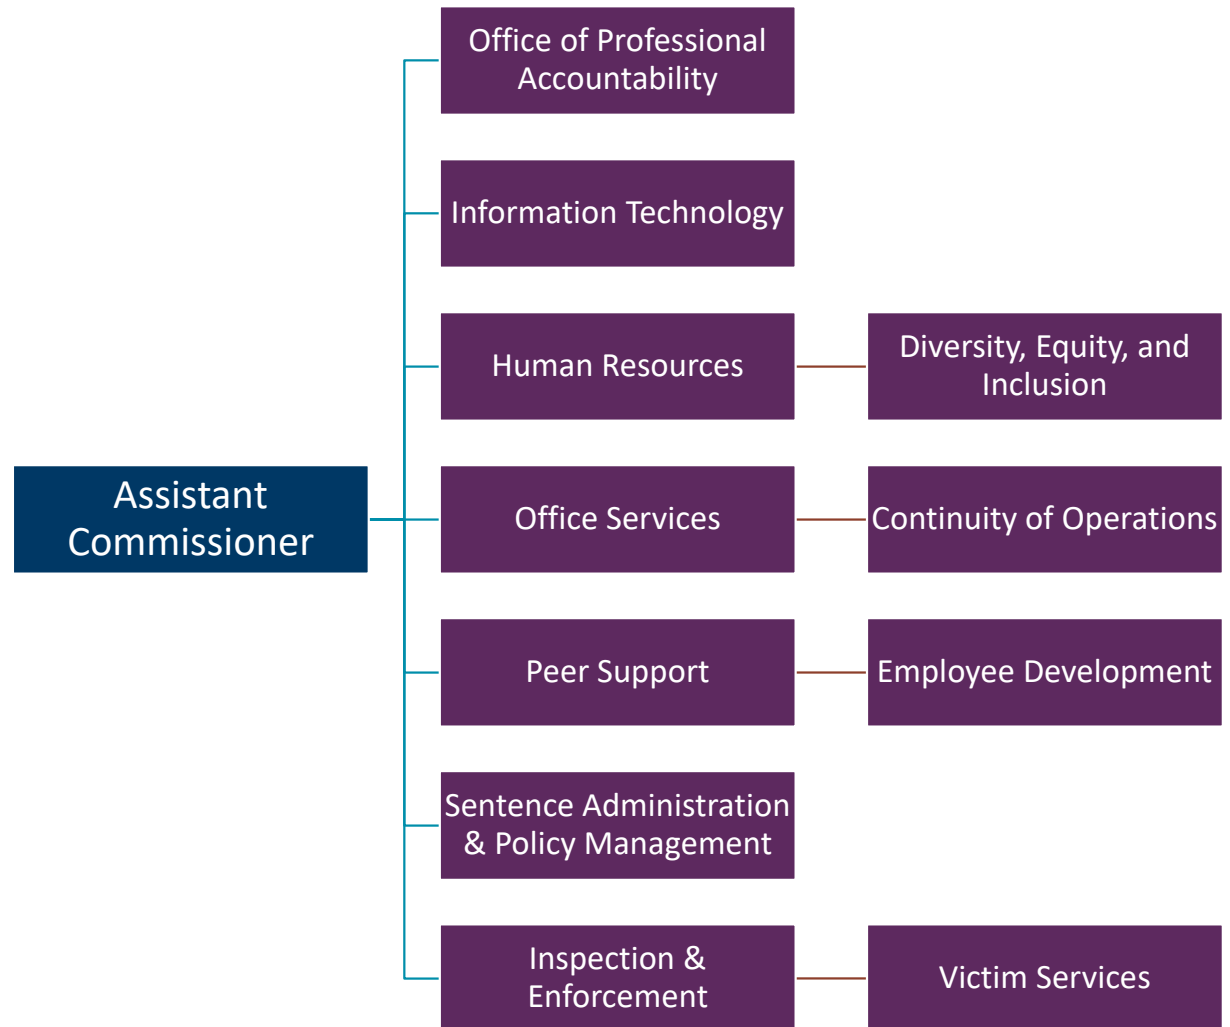 Office of Professional
Accountability
Information Technology
Human Resources
Diversity, Equity, and
Inclusion
Assistant
Commissioner
Office Services
Continuity of Operations
Peer Support
Employee Development
Sentence Administration
& Policy Management
Inspection &
Enforcement
Victim Services